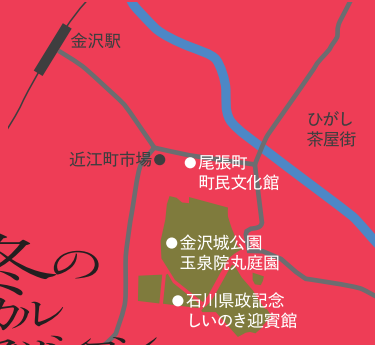 金沢駅
ひがし
茶屋街
近江町市場
尾張町
町民文化館
金沢城公園
玉泉院丸庭園
石川県政記念
しいのき迎賓館
冬の
カル